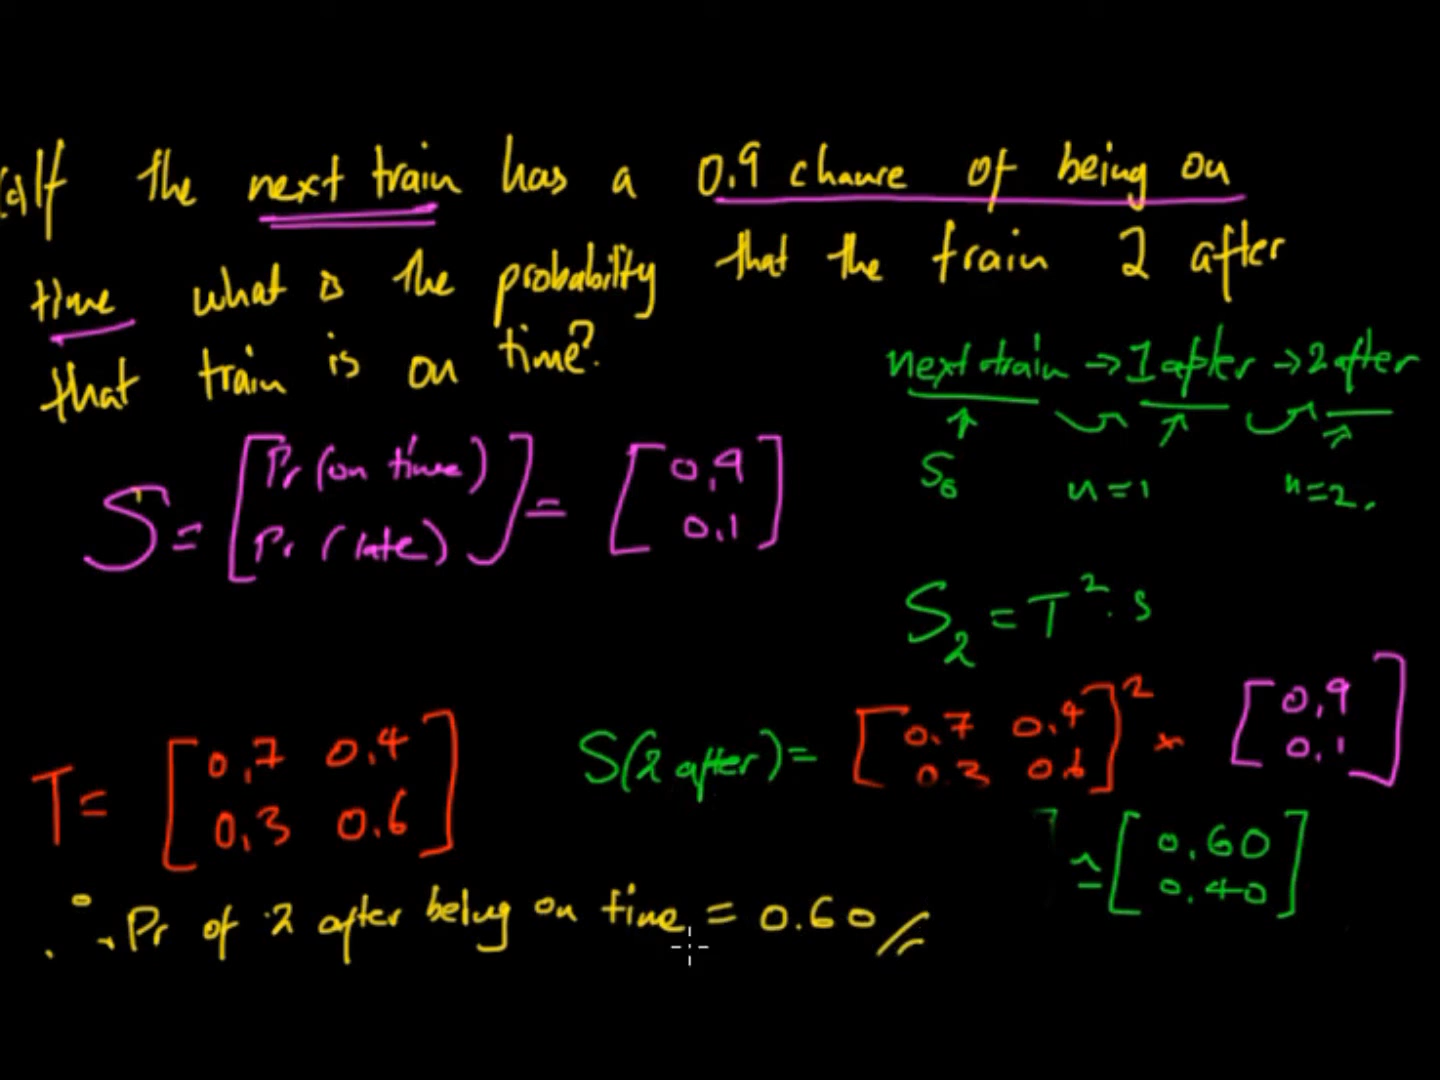 (a) If the next train has a 0.9 chance of being on
time what is the probability that the train 2 after
that train is on time?
next train → 1 after → 2 after
S₀ n=1 n=2.
S = [Pr (on time) Pr (late)] = [0.9 0.1]
S₂ = T² · S
T = [0.7 0.4 0.3 0.6]
S(2 after) = [0.7 0.4 0.3 0.6]² × [0.9 0.1]
≃ [0.60 0.40]
∴ Pr of 2 after being on time = 0.60//